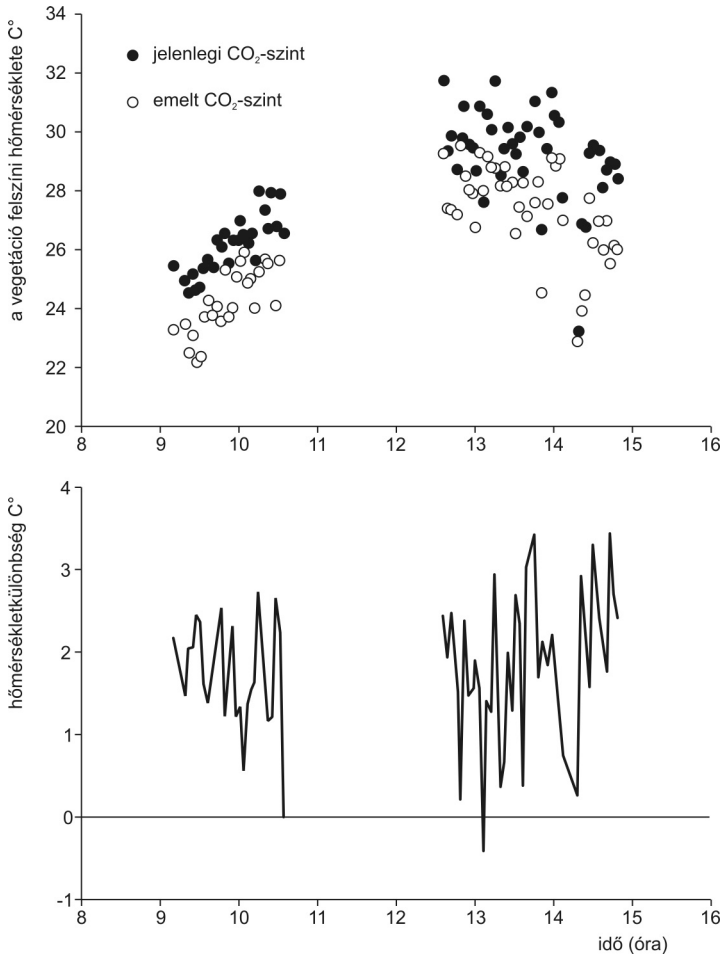 a vegetáció felszíni hőmérséklete C°
34
32
30
28
26
24
22
20
jelenlegi CO₂-szint
emelt CO₂-szint
8 9 10 11 12 13 14 15 16
hőmérsékletkülönbség C°
4
3
2
1
0
-1
8 9 10 11 12 13 14 15 16
idő (óra)